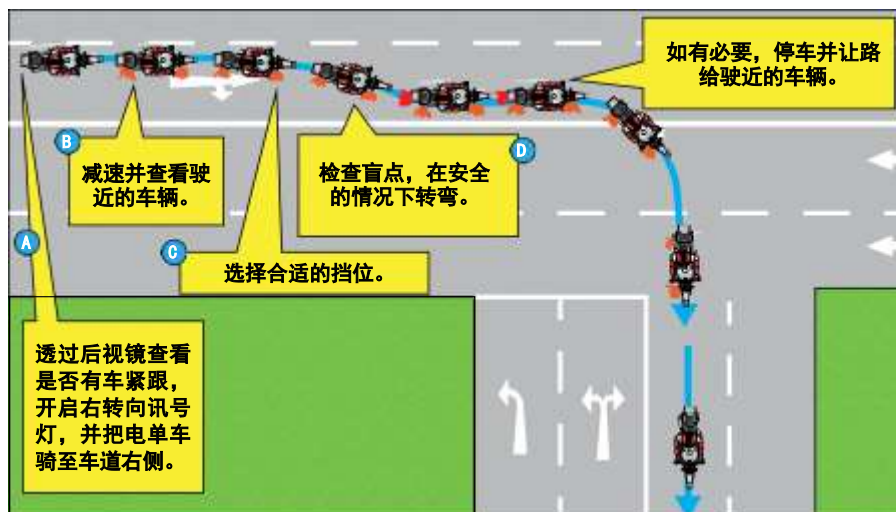 A
透过后视镜查看
是否有车紧跟，
开启右转向讯号
灯，并把电单车
骑至车道右侧。
B
减速并查看驶
近的车辆。
C
选择合适的挡位。
D
检查盲点，在安全
的情况下转弯。
如有必要，停车并让路
给驶近的车辆。